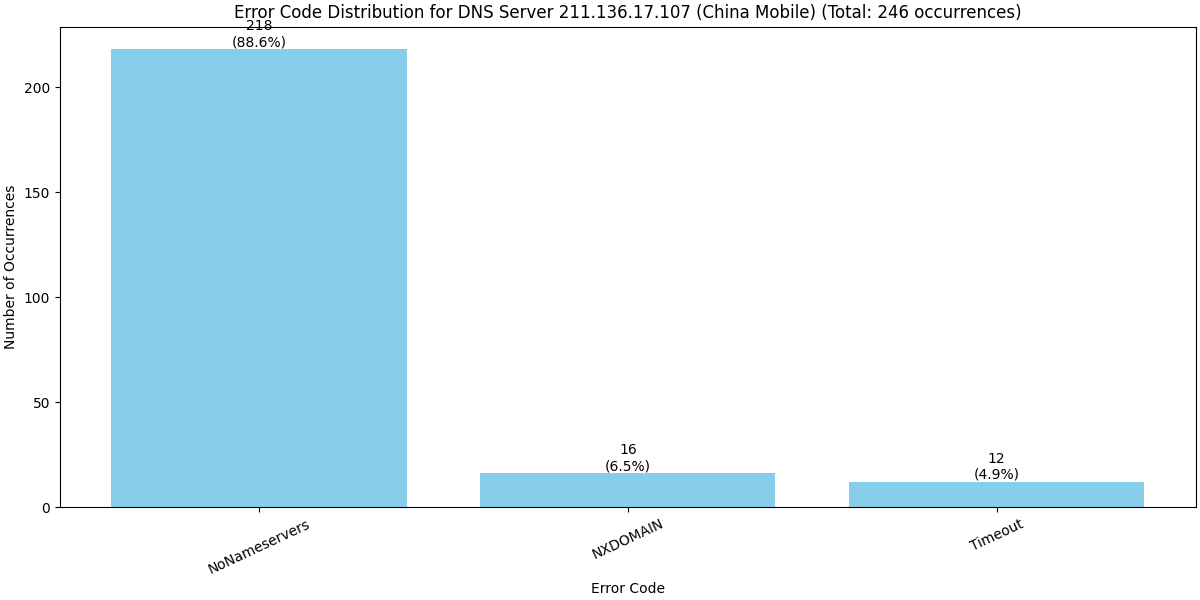 Error Code Distribution for DNS Server 211.136.17.107 (China Mobile) (Total: 246 occurrences)
218
(88.6%)
200
150
100
50
0
Number of Occurrences
16
(6.5%)
12
(4.9%)
NoNameservers
NXDOMAIN
Timeout
Error Code